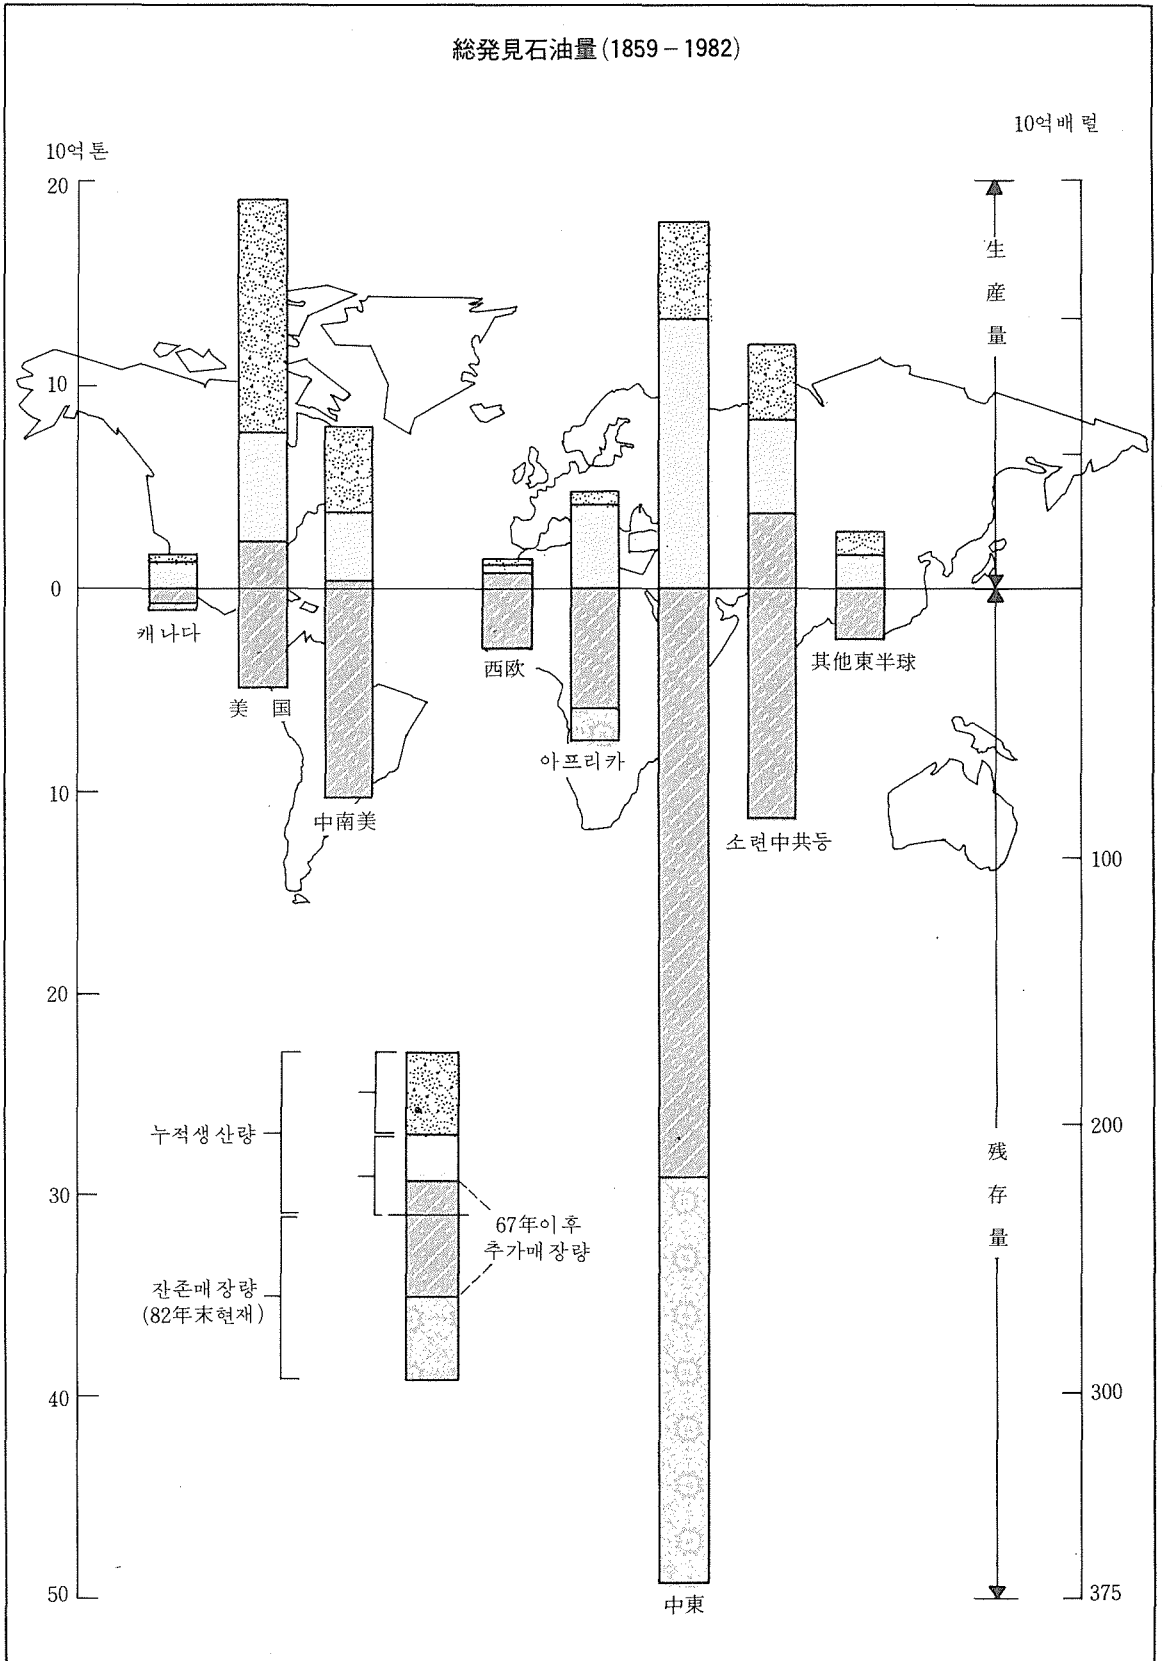 総発見石油量(1859-1982)
10억톤
10억배럴
20
10
0
10
20
30
40
50
100
200
300
375
生産量
残存量
캐나다
美国
中南美
西欧
아프리카
中東
소련中共등
其他東半球
누적생산량
잔존매장량
(82年末현재)
67年이후
추가매장량